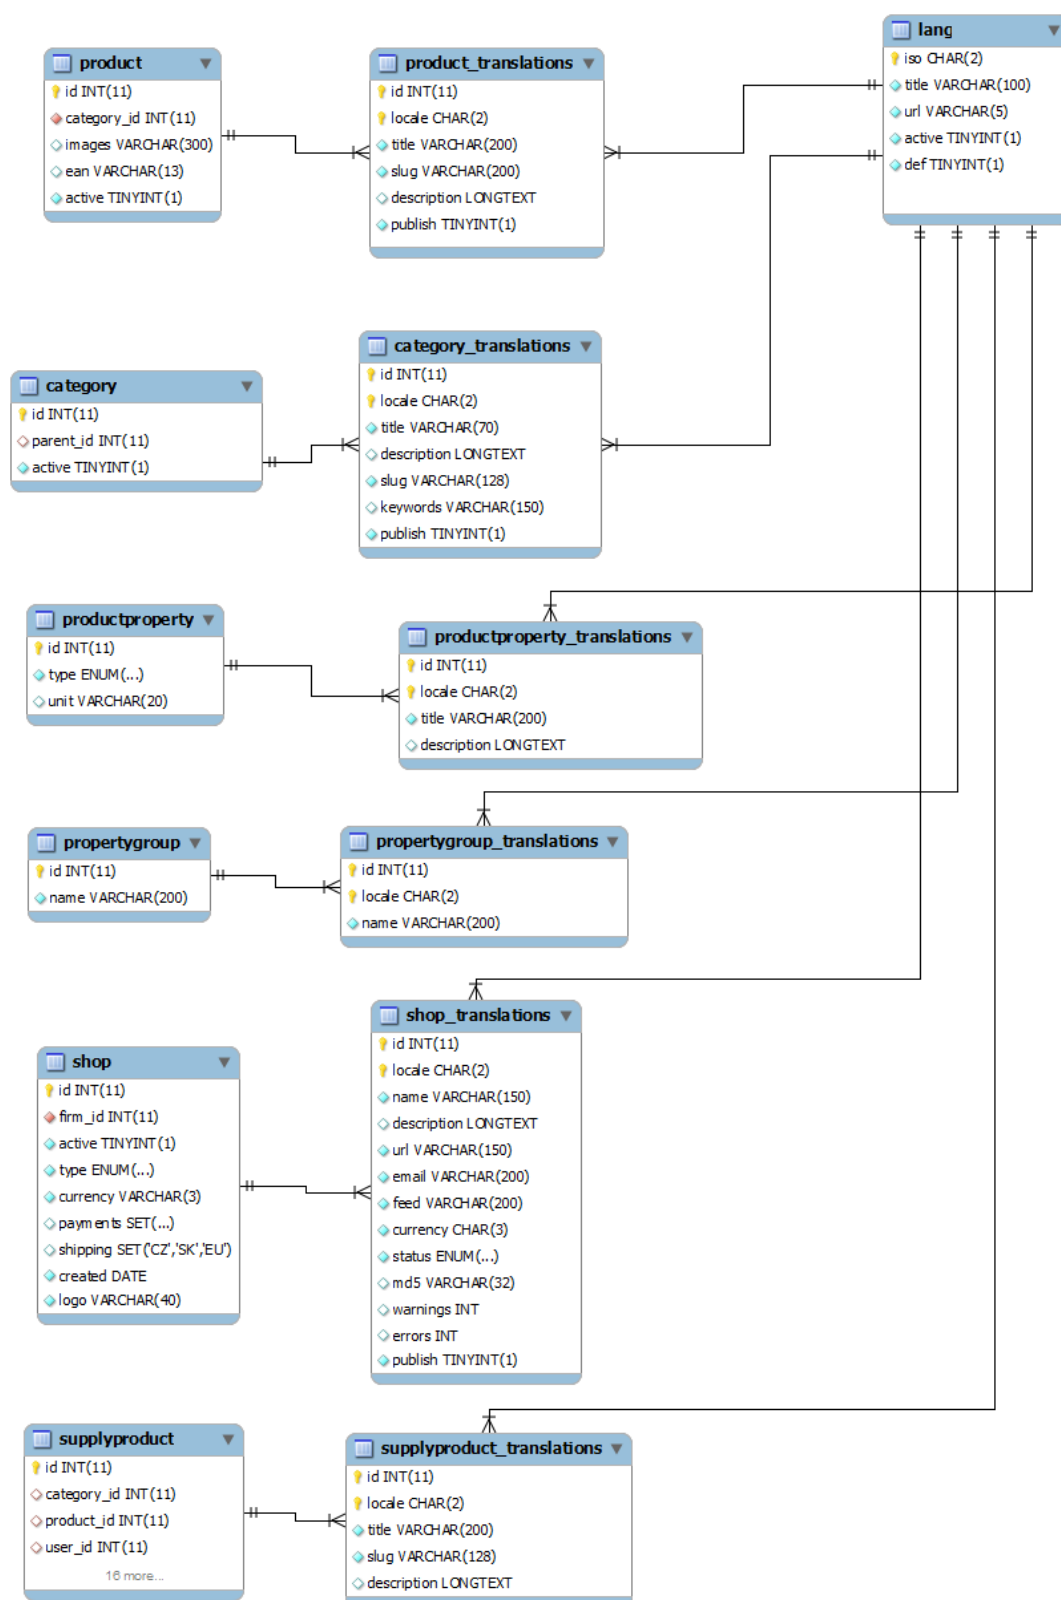 lang
iso CHAR(2)
title VARCHAR(100)
url VARCHAR(5)
active TINYINT(1)
def TINYINT(1)
product
id INT(11)
category_id INT(11)
images VARCHAR(300)
ean VARCHAR(13)
active TINYINT(1)
product_translations
id INT(11)
locale CHAR(2)
title VARCHAR(200)
slug VARCHAR(200)
description LONGTEXT
publish TINYINT(1)
category
id INT(11)
parent_id INT(11)
active TINYINT(1)
category_translations
id INT(11)
locale CHAR(2)
title VARCHAR(70)
description LONGTEXT
slug VARCHAR(128)
keywords VARCHAR(150)
publish TINYINT(1)
productproperty
id INT(11)
type ENUM(...)
unit VARCHAR(20)
productproperty_translations
id INT(11)
locale CHAR(2)
title VARCHAR(200)
description LONGTEXT
propertygroup
id INT(11)
name VARCHAR(200)
propertygroup_translations
id INT(11)
locale CHAR(2)
name VARCHAR(200)
shop
id INT(11)
firm_id INT(11)
active TINYINT(1)
type ENUM(...)
currency VARCHAR(3)
payments SET(...)
shipping SET('CZ','SK','EU')
created DATE
logo VARCHAR(40)
shop_translations
id INT(11)
locale CHAR(2)
name VARCHAR(150)
description LONGTEXT
url VARCHAR(150)
email VARCHAR(200)
feed VARCHAR(200)
currency CHAR(3)
status ENUM(...)
md5 VARCHAR(32)
warnings INT
errors INT
publish TINYINT(1)
supplyproduct
id INT(11)
category_id INT(11)
product_id INT(11)
user_id INT(11)
16 more...
supplyproduct_translations
id INT(11)
locale CHAR(2)
title VARCHAR(200)
slug VARCHAR(128)
description LONGTEXT